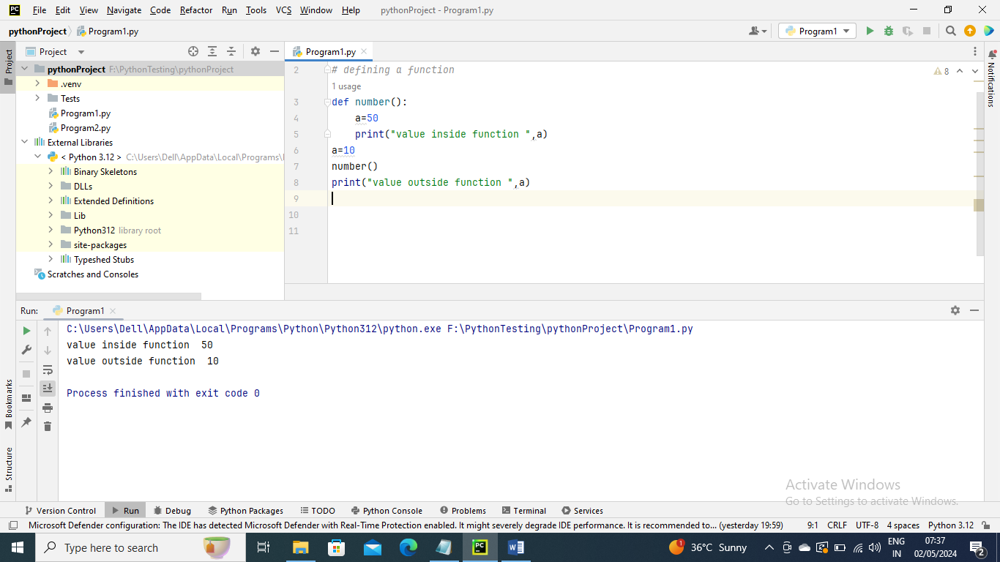 PC File Edit View Navigate Code Refactor Run Tools VCS Window Help pythonProject - Program1.py
pythonProject Program1.py Program1
Project
Project
pythonProject F:\PythonTesting\pythonProject
.venv
Tests
Program1.py
Program2.py
External Libraries
< Python 3.12 > C:\Users\Dell\AppData\Local\Programs\
Binary Skeletons
DLLs
Extended Definitions
Lib
Python312 library root
site-packages
Typeshed Stubs
Scratches and Consoles
Program1.py
2 # defining a function
1 usage
3 def number():
4 a=50
5 print("value inside function ",a)
6 a=10
7 number()
8 print("value outside function ",a)
9
10
11
8
Notifications
Run: Program1
C:\Users\Dell\AppData\Local\Programs\Python\Python312\python.exe F:\PythonTesting\pythonProject\Program1.py
value inside function  50
value outside function  10
Process finished with exit code 0
Bookmarks
Structure
Activate Windows
Go to Settings to activate Windows.
Version Control Run Debug Python Packages TODO Python Console Problems Terminal Services
Microsoft Defender configuration: The IDE has detected Microsoft Defender with Real-Time Protection enabled. It might severely degrade IDE performance. It is recommended to... (yesterday 19:59) 9:1 CRLF UTF-8 4 spaces Python 3.12
Type here to search PC W 1 36°C Sunny ENG 07:37
IN 02/05/2024 2